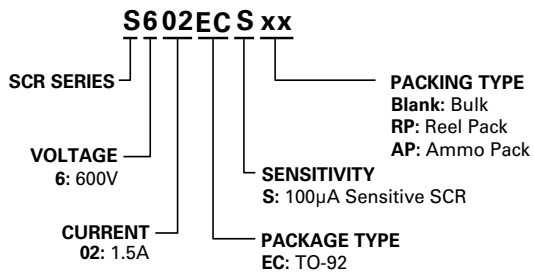 S602ECSxx
SCR SERIES
VOLTAGE
6: 600V
CURRENT
02: 1.5A
PACKING TYPE
Blank: Bulk
RP: Reel Pack
AP: Ammo Pack
SENSITIVITY
S: 100µA Sensitive SCR
PACKAGE TYPE
EC: TO-92